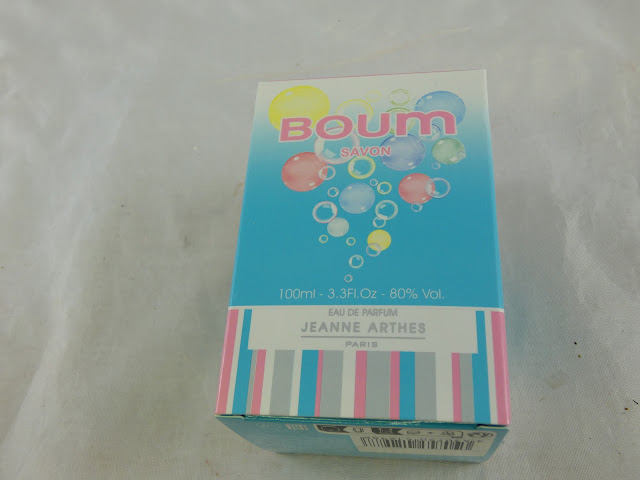 Boum
SAVON
100ml - 3.3Fl.Oz - 80% Vol.
EAU DE PARFUM
JEANNE ARTHES
PARIS